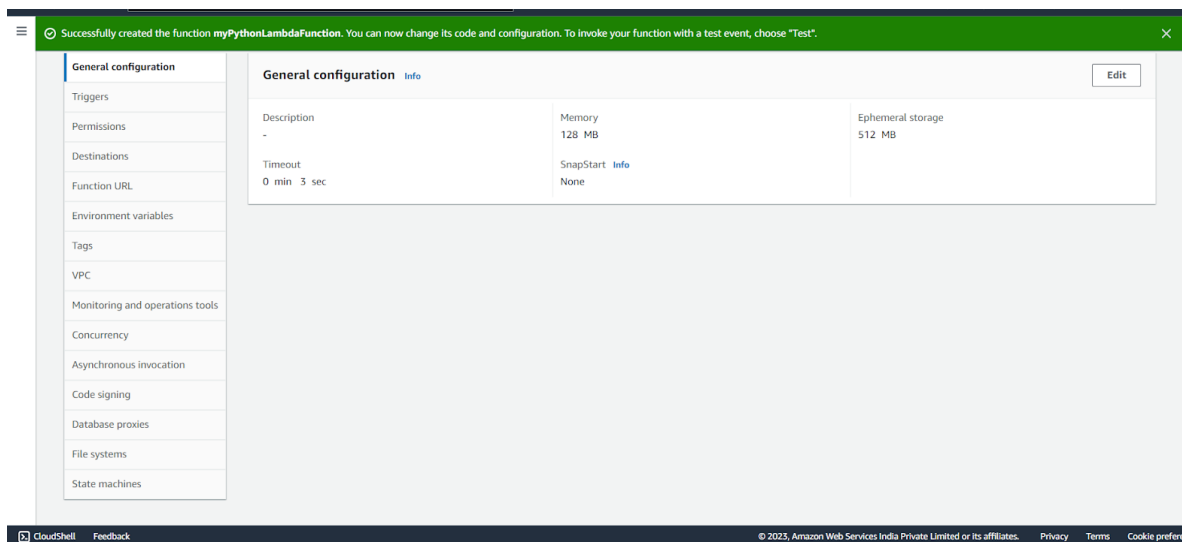 Successfully created the function myPythonLambdaFunction. You can now change its code and configuration. To invoke your function with a test event, choose "Test".
General configuration
Triggers
Permissions
Destinations
Function URL
Environment variables
Tags
VPC
Monitoring and operations tools
Concurrency
Asynchronous invocation
Code signing
Database proxies
File systems
State machines
General configuration Info
Edit
Description
-
Memory
128 MB
Ephemeral storage
512 MB
Timeout
0 min 3 sec
SnapStart Info
None
CloudShell Feedback © 2023, Amazon Web Services India Private Limited or its affiliates. Privacy Terms Cookie prefere